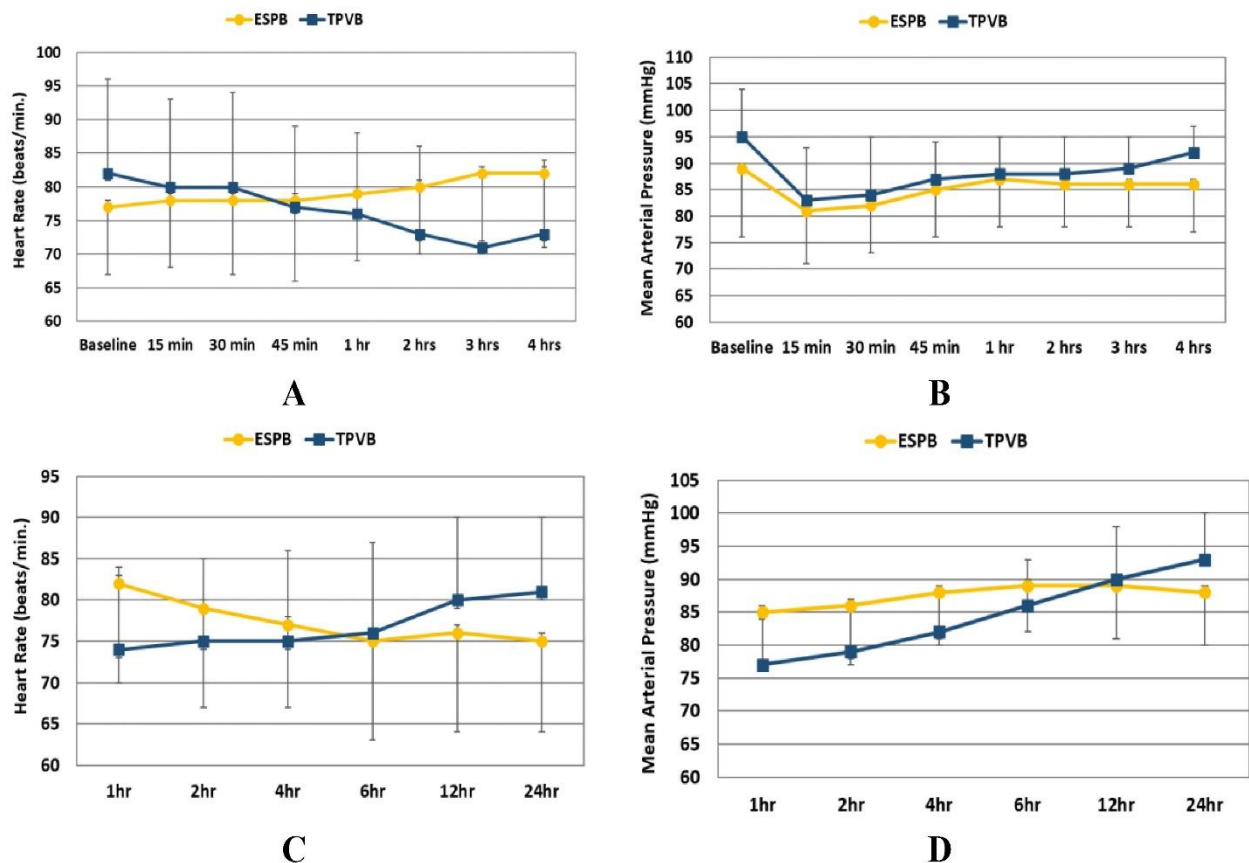 ESPB TPVB
Heart Rate (beats/min.)
100
95
90
85
80
75
70
65
60
Baseline 15 min 30 min 45 min 1 hr 2 hrs 3 hrs 4 hrs
A
ESPB TPVB
Mean Arterial Pressure (mmHg)
110
105
100
95
90
85
80
75
70
65
60
Baseline 15 min 30 min 45 min 1 hr 2 hrs 3 hrs 4 hrs
B
ESPB TPVB
Heart Rate (beats/min.)
95
90
85
80
75
70
65
60
1hr 2hr 4hr 6hr 12hr 24hr
C
ESPB TPVB
Mean Arterial Pressure (mmHg)
105
100
95
90
85
80
75
70
65
60
1hr 2hr 4hr 6hr 12hr 24hr
D